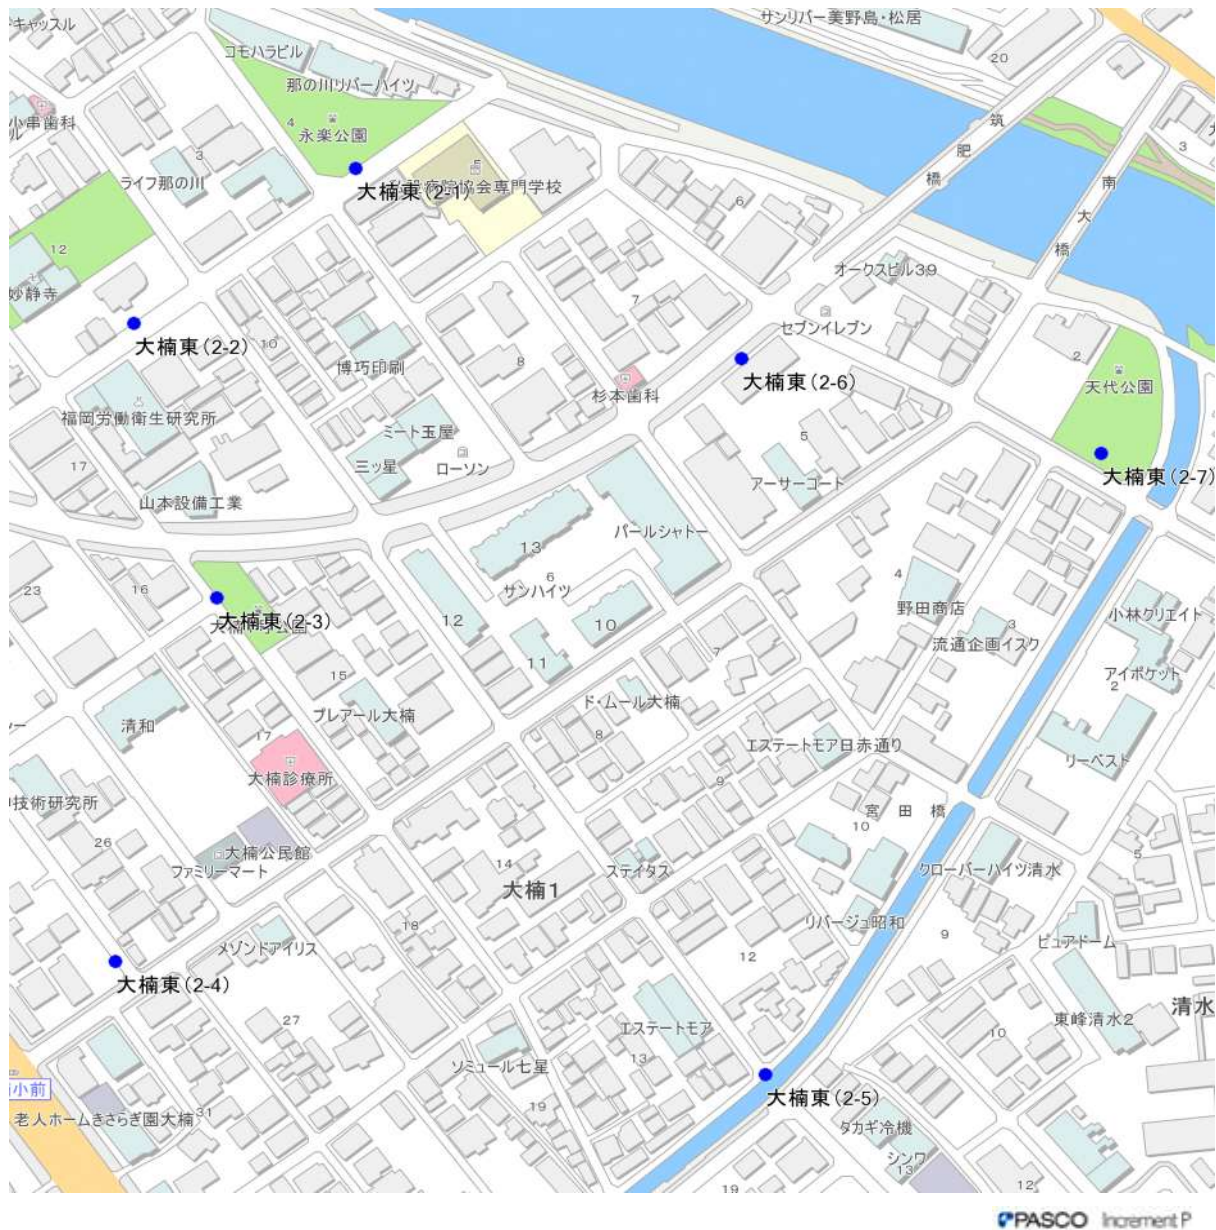 キャッスル
サンリバー美野島・松居
コモハラビル
20
那の川リバーハイツ
筑
小串歯科
4
永楽公園
肥
3
3
ライフ那の川
橋
南
大楠東(2-1)
協会専門学校
大
6
12
橋
オークスビル39
妙静寺
7
セブンイレブン
大楠東(2-2)
10
博巧印刷
8
2
大楠東(2-6)
天代公園
杉本歯科
福岡労働衛生研究所
ミート玉屋
5
17
三ッ星
ローソン
アーサーコート
大楠東(2-7)
山本設備工業
パールシャトー
13
6
16
サンハイツ
4
23
大楠東(2-3)
12
10
野田商店
3
小林クリエイト
11
7
流通企画イスク
15
アイポケット
2
プレアール大楠
ド・ムール大楠
清和
17
8
エステートモア日赤通り
リーベスト
大楠診療所
9
技術研究所
宮田橋
26
10
5
大楠公民館
14
ファミリーマート
ステイタス
クローバーハイツ清水
大楠1
18
リバージュ昭和
メゾンドアイリス
9
ピュアドーム
12
大楠東(2-4)
清水
27
エステートモア
東峰清水2
10
ソミュール七星
13
小前
大楠東(2-5)
31
19
老人ホームきさらぎ園大楠
タカギ冷機
シンワ
13
19
12
PASCO Increment P